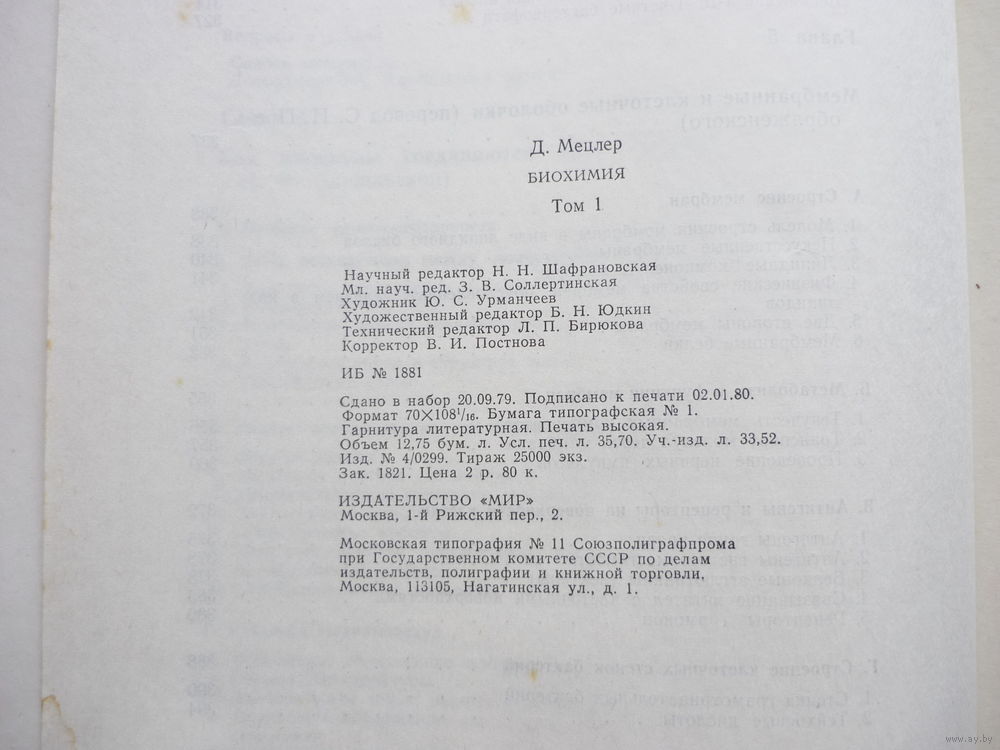 Д. Мецлер
БИОХИМИЯ
Том 1
Научный редактор Н. Н. Шафрановская
Мл. науч. ред. З. В. Соллертинская
Художник Ю. С. Урманчеев
Художественный редактор Б. Н. Юдкин
Технический редактор Л. П. Бирюкова
Корректор В. И. Постнова
ИБ № 1881
Сдано в набор 20.09.79. Подписано к печати 02.01.80.
Формат 70×108¹/₁₆. Бумага типографская № 1.
Гарнитура литературная. Печать высокая.
Объем 12,75 бум. л. Усл. печ. л. 35,70. Уч.-изд. л. 33,52.
Изд. № 4/0299. Тираж 25000 экз.
Зак. 1821. Цена 2 р. 80 к.
ИЗДАТЕЛЬСТВО «МИР»
Москва, 1-й Рижский пер., 2.
Московская типография № 11 Союзполиграфпрома
при Государственном комитете СССР по делам
издательств, полиграфии и книжной торговли,
Москва, 113105, Нагатинская ул., д. 1.
www.ay.by